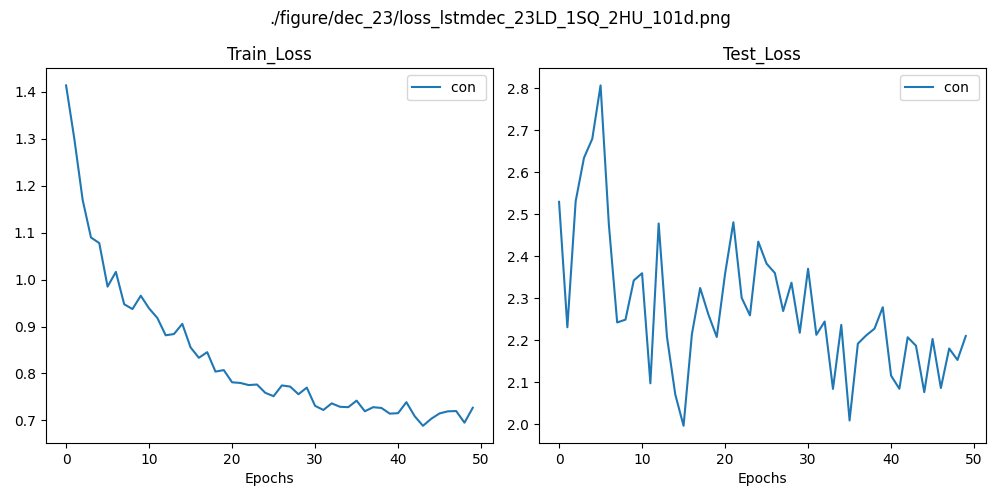 ./figure/dec_23/loss_lstmdec_23LD_1SQ_2HU_101d.png
Train_Loss
con
1.4
1.3
1.2
1.1
1.0
0.9
0.8
0.7
0 10 20 30 40 50
Epochs
Test_Loss
con
2.8
2.7
2.6
2.5
2.4
2.3
2.2
2.1
2.0
0 10 20 30 40 50
Epochs